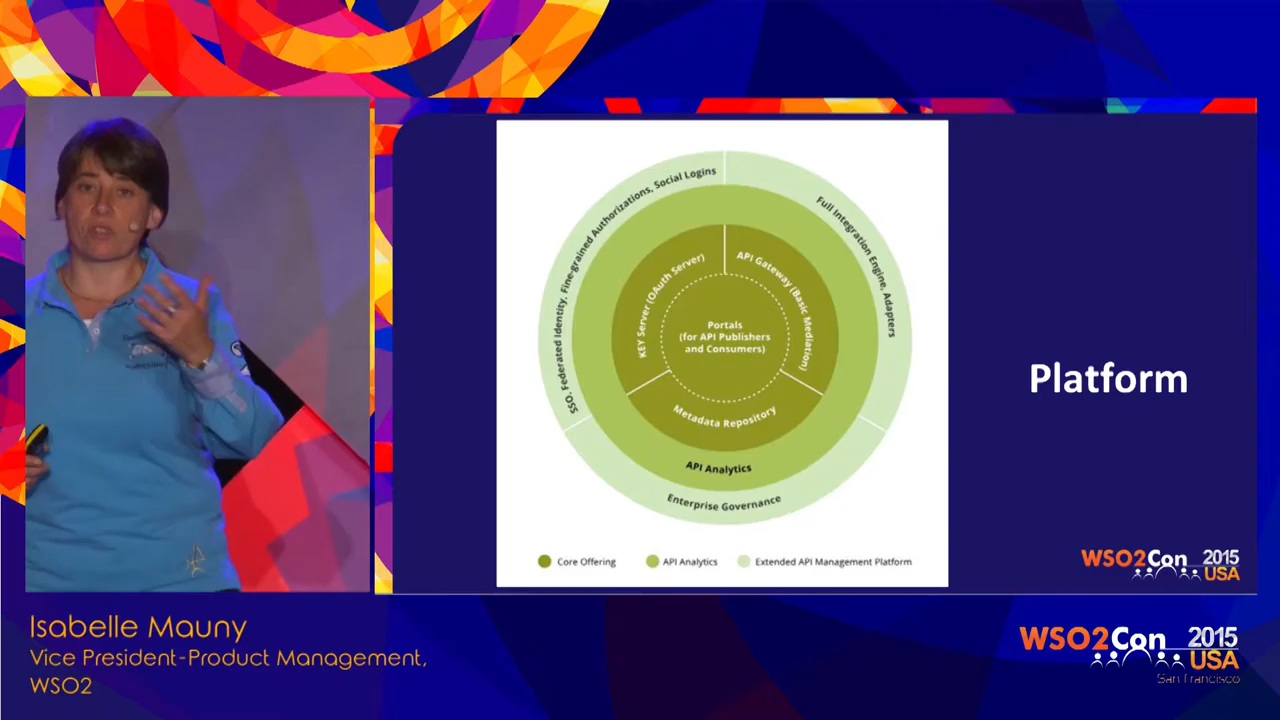 SSO, Federated Identity, Fine-grained Authorizations, Social Logins
Full Integration Engine, Adapters
KEY Server (OAuth Server)
API Gateway (Basic Mediation)
Portals
(for API Publishers
and Consumers)
Metadata Repository
API Analytics
Enterprise Governance
Core Offering
API Analytics
Extended API Management Platform
Platform
WSO2Con 2015
USA
Isabelle Mauny
Vice President-Product Management,
WSO2
WSO2Con 2015
USA
San Francisco